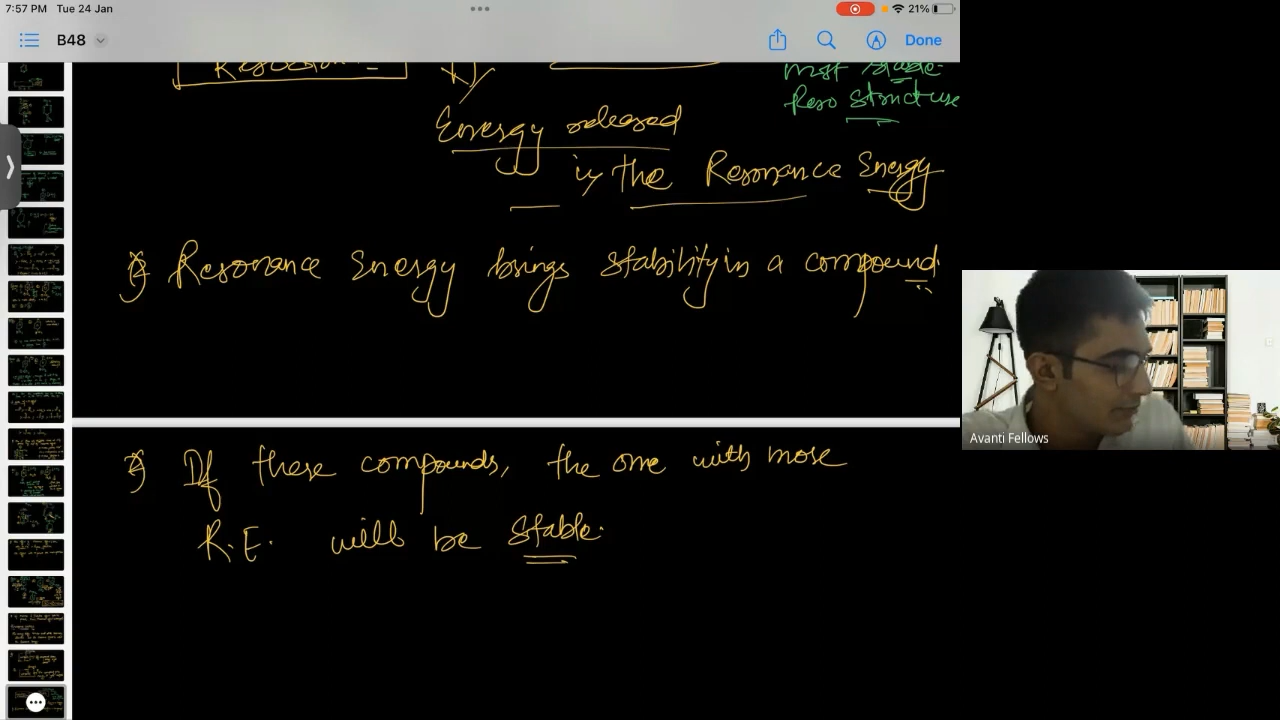 7:57 PM Tue 24 Jan
21%
B48
Done
most stable
Reso structure
Energy released
is the Resonance Energy
Resonance Energy brings stability in a compound.
If these compounds, the one with more
R.E. will be stable.
Avanti Fellows